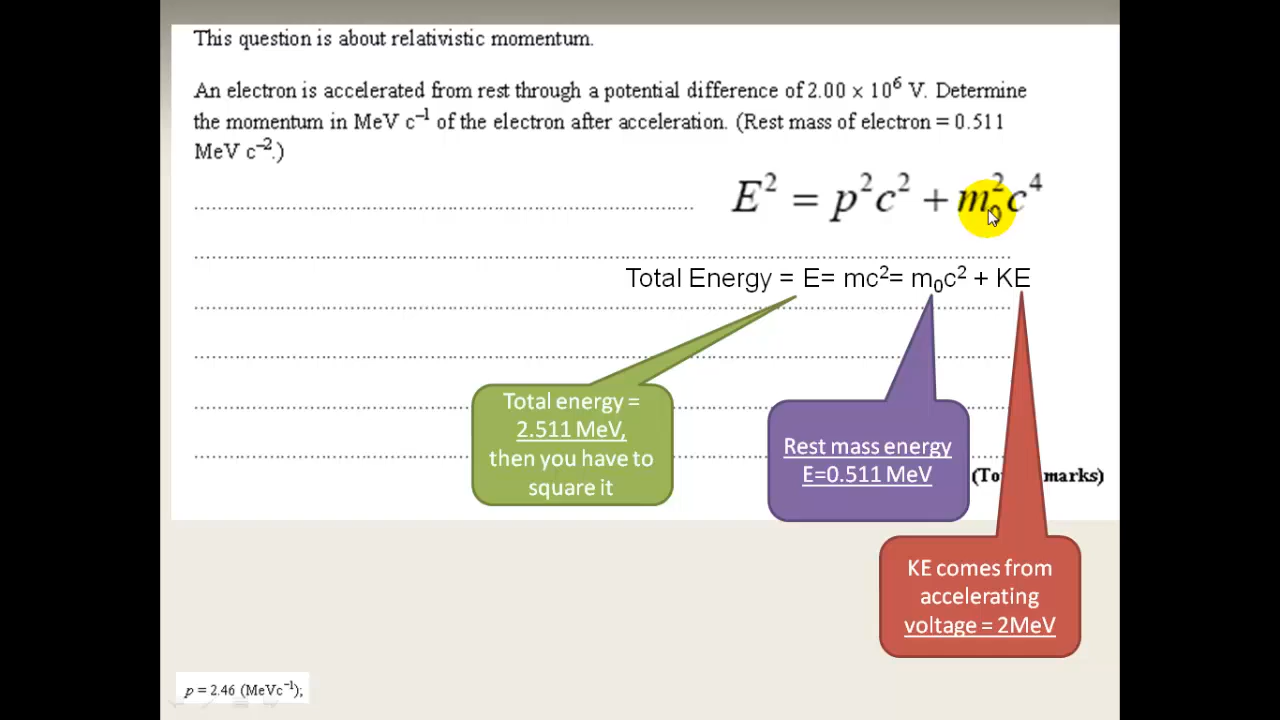 This question is about relativistic momentum.
An electron is accelerated from rest through a potential difference of 2.00 × 10⁶ V. Determine
the momentum in MeV c⁻¹ of the electron after acceleration. (Rest mass of electron = 0.511
MeV c⁻².)
E² = p²c² + m₀²c⁴
Total Energy = E= mc²= m₀c² + KE
Total energy =
2.511 MeV,
then you have to
square it
Rest mass energy
E=0.511 MeV
marks)
KE comes from
accelerating
voltage = 2MeV
p = 2.46 (MeVc⁻¹);